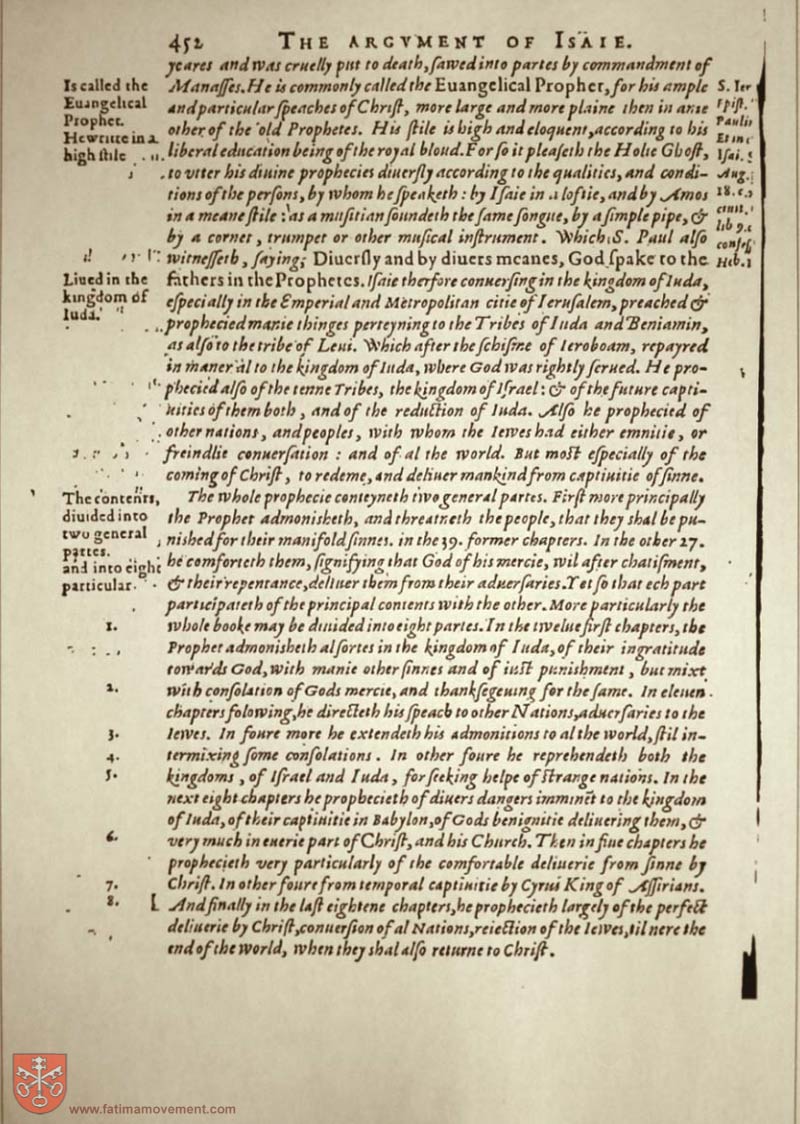 452 THE ARGVMENT OF ISAIE.
yeares and was cruelly put to death, sawed into partes by commandment of
Is called the
Euangelical
Prophet.
He write in a
high stile
Manasses. He is commonly called the Euangelical Prophet, for his ample
and particular speaches of Christ, more large and more plaine then in anie
other of the old Prophetes. His stile is high and eloquent, according to his
liberal education being of the royal bloud. For so it pleaseth the Holie Ghost,
to vtter his diuine prophecies diuersly according to the qualities, and condi-
tions of the persons, by whom he speaketh: by Isaie in a loftie, and by Amos
in a meane stile: as a musitian soundeth the same songue, by a simple pipe, &
by a cornet, trumpet or other musical instrument. Which S. Paul also
witnesseth, saying; Diuersly and by diuers meanes, God spake to the
fathers in the Prophetes. Isaie therfore conuersing in the kingdom of Iuda,
S. Ier
Epist.
Paulin
Et in c
Isai. 5
Aug.
18. c.
ciuit.
lib 9. c
confes
Heb. 1
Liued in the
kingdom of
Iuda.
especially in the Emperial and Metropolitan citie of Ierusalem, preached &
prophecied manie thinges perteyning to the Tribes of Iuda and Beniamin,
as also to the tribe of Leui. Which after the schisme of Ieroboam, repayred
in maner al to the kingdom of Iuda, where God was rightly serued. He pro-
phecied also of the tenne Tribes, the kingdom of Israel: & of the future capti-
uities of them both, and of the reduction of Iuda. Also he prophecied of
other nations, and peoples, with whom the Iewes had either emnitie, or
freindlie conuersation: and of al the world. But most especially of the
coming of Christ, to redeme, and deliuer mankind from captiuitie of sinne.
The contents,
diuided into
two general
partes.
and into eight
particular.
The whole prophecie conteyneth two general partes. First more principally
the Prophet admonisheth, and threatneth the people, that they shal be pu-
nished for their manifold sinnes. in the 39. former chapters. In the other 27.
he comforteth them, signifying that God of his mercie, wil after chatisment,
& their repentance, deliuer them from their aduersaries. Yet so that ech part
participateth of the principal contents with the other. More particularly the
1. whole booke may be diuided into eight partes. In the twelue first chapters, the
Prophet admonisheth al sortes in the kingdom of Iuda, of their ingratitude
towards God, with manie other sinnes and of iust punishment, but mixt
2. with consolation of Gods mercie, and thanksgeuing for the same. In eleuen
chapters folowing, he directeth his speach to other Nations, aduersaries to the
3. Iewes. In foure more he extendeth his admonitions to al the world, stil in-
4. termixing some consolations. In other foure he reprehendeth both the
5. kingdoms, of Israel and Iuda, for seeking helpe of strange nations. In the
next eight chapters he prophecieth of diuers dangers imminēt to the kingdom
of Iuda, of their captiuitie in Babylon, of Gods benignitie deliuering them, &
6. very much in euerie part of Christ, and his Church. Then in fiue chapters he
prophecieth very particularly of the comfortable deliuerie from sinne by
7. Christ. In other foure from temporal captiuitie by Cyrus King of Assirians.
8. And finally in the last eightene chapters, he prophecieth largely of the perfect
deliuerie by Christ, conuersion of al Nations, reiection of the Iewes, til nere the
end of the world, when they shal also returne to Christ.
www.fatimamovement.com